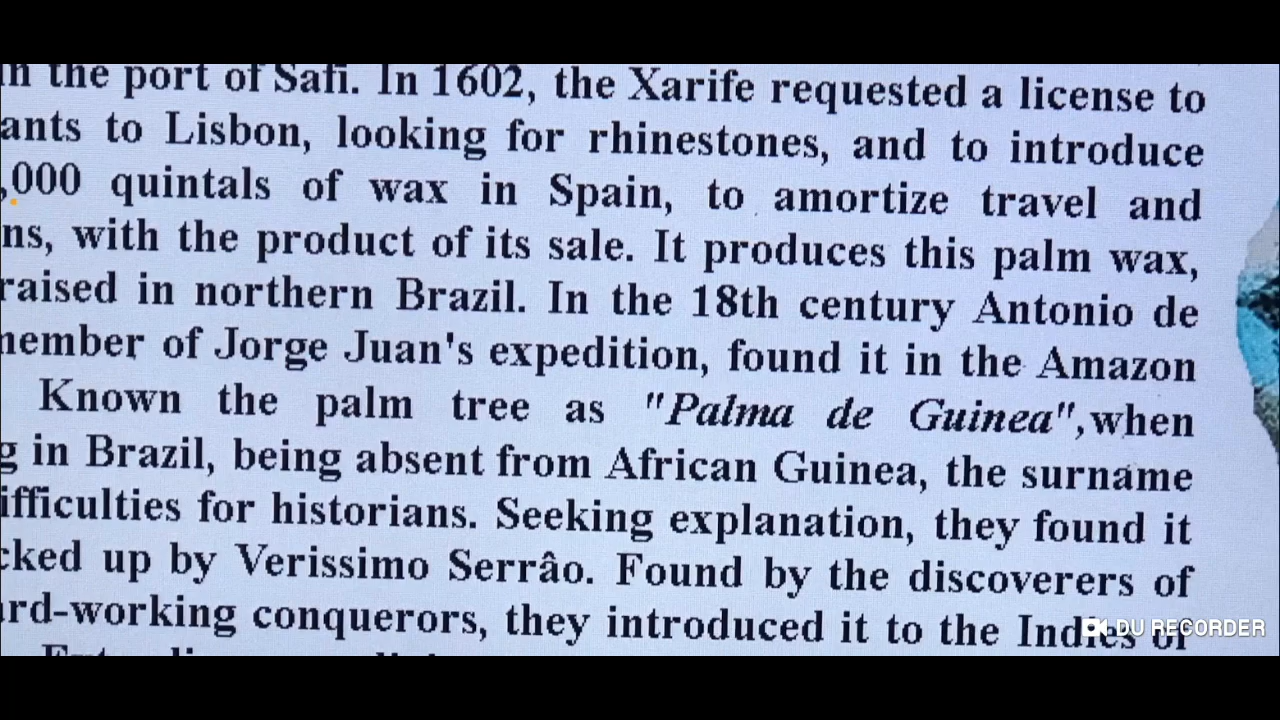 in the port of Safi. In 1602, the Xarife requested a license to
ants to Lisbon, looking for rhinestones, and to introduce
,000 quintals of wax in Spain, to amortize travel and
ns, with the product of its sale. It produces this palm wax,
raised in northern Brazil. In the 18th century Antonio de
member of Jorge Juan's expedition, found it in the Amazon
Known the palm tree as "Palma de Guinea",when
g in Brazil, being absent from African Guinea, the surname
ifficulties for historians. Seeking explanation, they found it
cked up by Verissimo Serrâo. Found by the discoverers of
ard-working conquerors, they introduced it to the Indies of
DU RECORDER